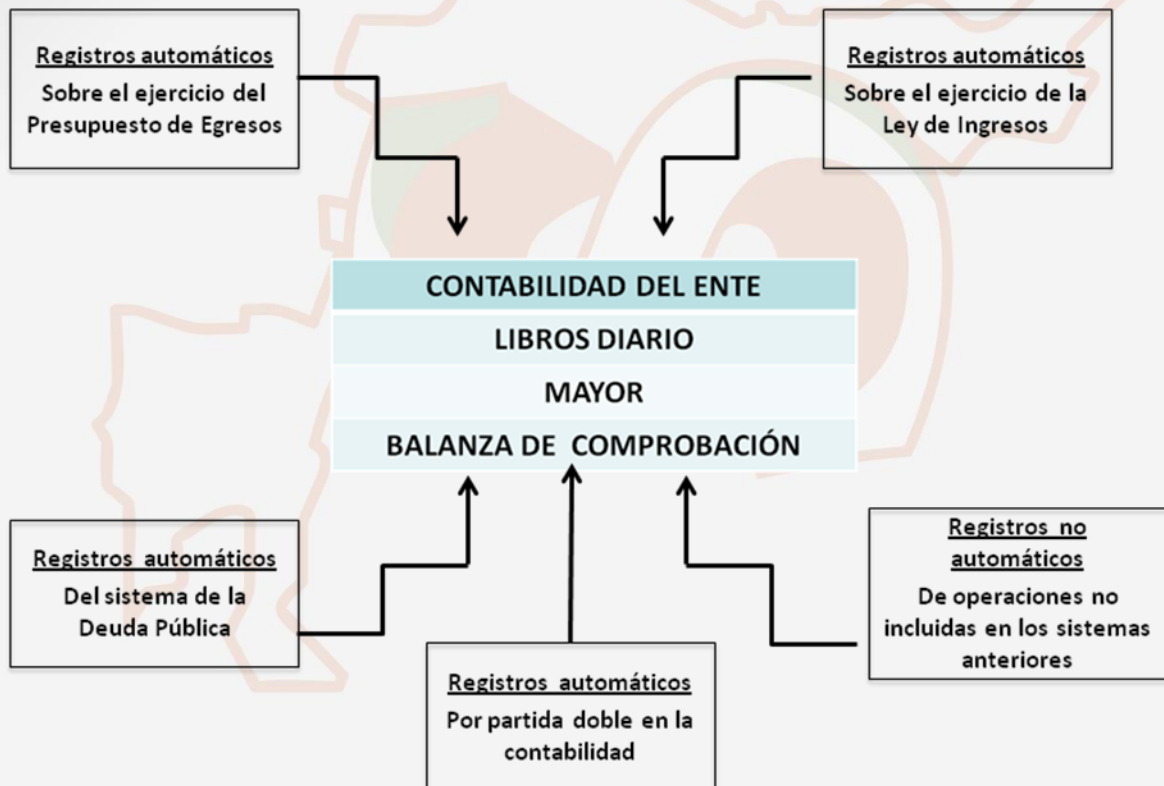 Registros automáticos
Sobre el ejercicio del
Presupuesto de Egresos
Registros automáticos
Sobre el ejercicio de la
Ley de Ingresos
CONTABILIDAD DEL ENTE
LIBROS DIARIO
MAYOR
BALANZA DE COMPROBACIÓN
Registros automáticos
Del sistema de la
Deuda Pública
Registros automáticos
Por partida doble en la
contabilidad
Registros no
automáticos
De operaciones no
incluidas en los sistemas
anteriores